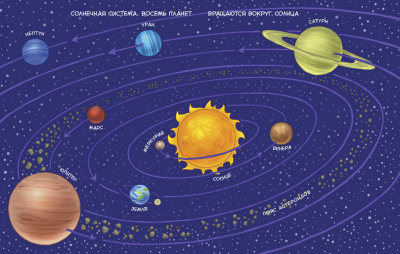 СОЛНЕЧНАЯ СИСТЕМА. ВОСЕМЬ ПЛАНЕТ ВРАЩАЮТСЯ ВОКРУГ СОЛНЦА
НЕПТУН
УРАН
САТУРН
МАРС
МЕРКУРИЙ
ВЕНЕРА
ЮПИТЕР
СОЛНЦЕ
ЗЕМЛЯ
ПОЯС АСТЕРОИДОВ